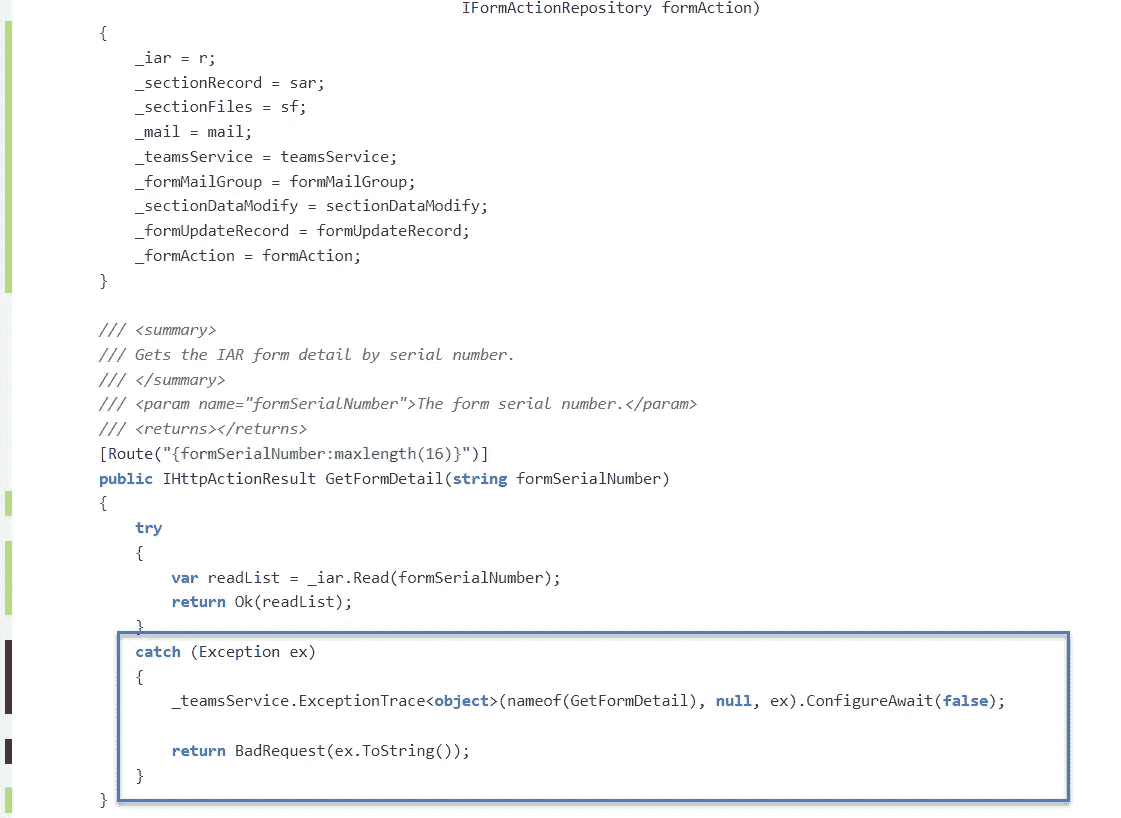 IFormActionRepository formAction)
{
_iar = r;
_sectionRecord = sar;
_sectionFiles = sf;
_mail = mail;
_teamsService = teamsService;
_formMailGroup = formMailGroup;
_sectionDataModify = sectionDataModify;
_formUpdateRecord = formUpdateRecord;
_formAction = formAction;
}
/// <summary>
/// Gets the IAR form detail by serial number.
/// </summary>
/// <param name="formSerialNumber">The form serial number.</param>
/// <returns></returns>
[Route("{formSerialNumber:maxlength(16)}")]
public IHttpActionResult GetFormDetail(string formSerialNumber)
{
try
{
var readList = _iar.Read(formSerialNumber);
return Ok(readList);
}
catch (Exception ex)
{
_teamsService.ExceptionTrace<object>(nameof(GetFormDetail), null, ex).ConfigureAwait(false);
return BadRequest(ex.ToString());
}
}